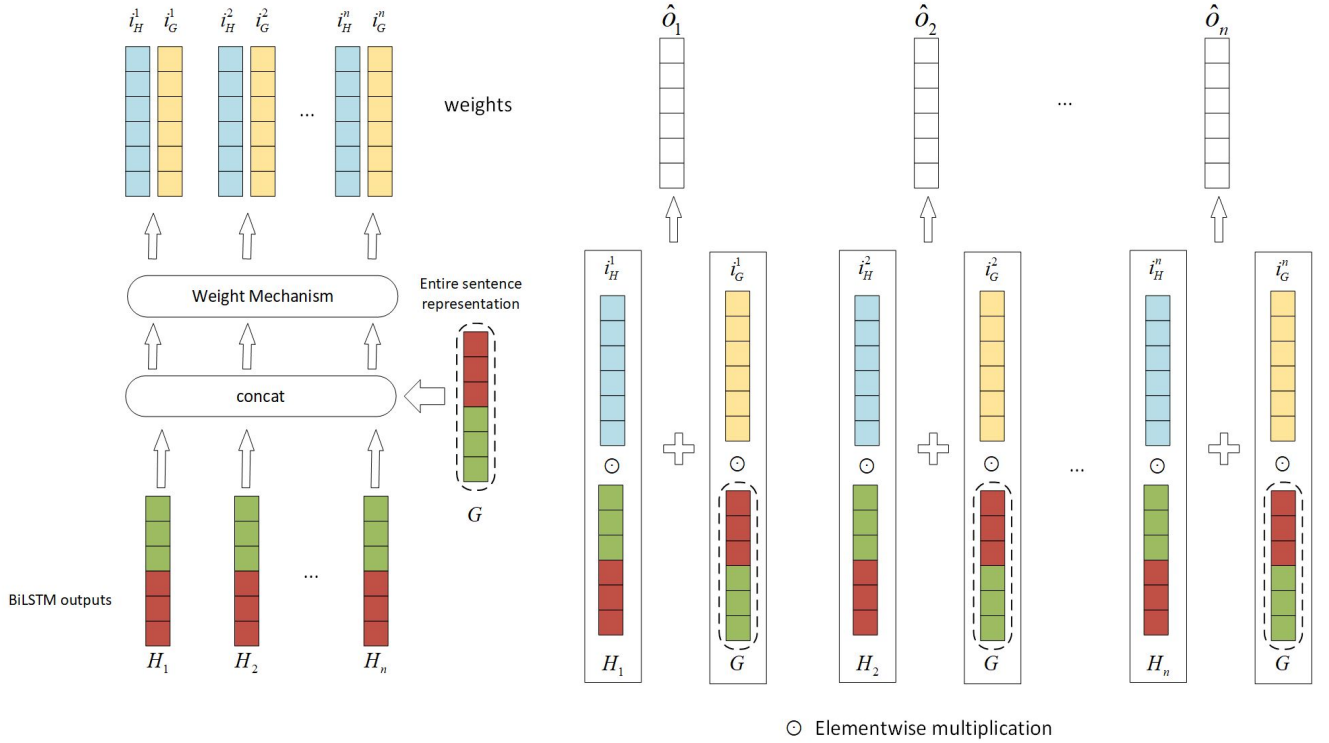 i_H^1 i_G^1 i_H^2 i_G^2 i_H^n i_G^n
...
weights
Weight Mechanism
Entire sentence
representation
concat
G
...
BiLSTM outputs
H_1 H_2 H_n
ô_1 ô_2 ô_n
...
i_H^1 i_G^1 i_H^2 i_G^2 i_H^n i_G^n
⊙ ⊙ ⊙ ⊙ ⊙ ⊙
...
H_1 G H_2 G H_n G
⊙ Elementwise multiplication